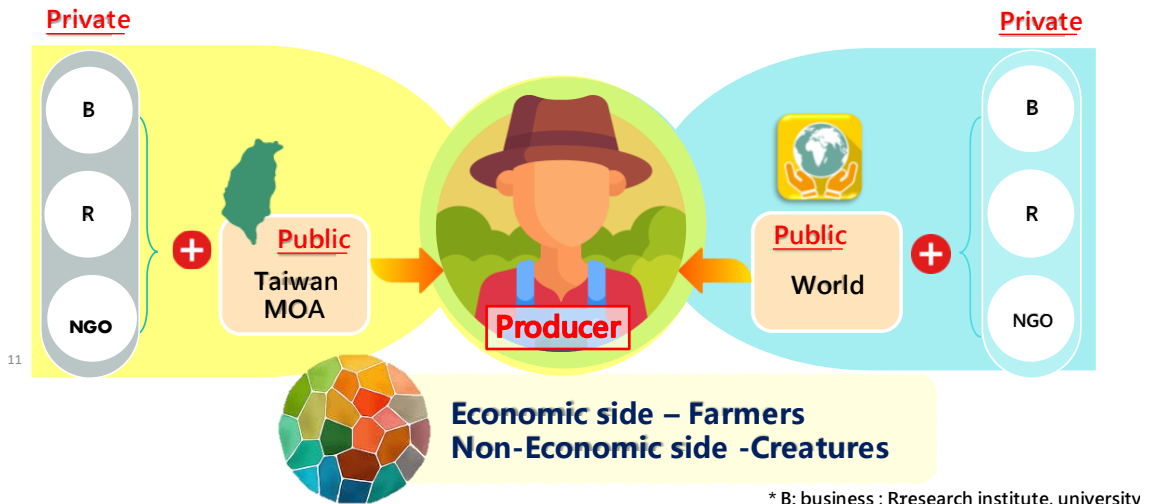 Private
Private
B
R
NGO
Public
Taiwan
MOA
Producer
Public
World
B
R
NGO
11
Economic side – Farmers
Non-Economic side -Creatures
* B: business ; Rresearch institute, university